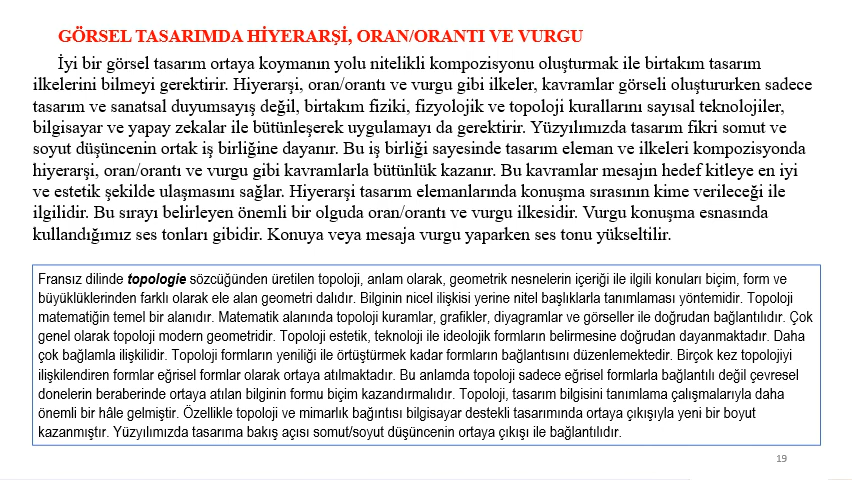 GÖRSEL TASARIMDA HİYERARŞİ, ORAN/ORANTI VE VURGU
İyi bir görsel tasarım ortaya koymanın yolu nitelikli kompozisyonu oluşturmak ile birtakım tasarım
ilkelerini bilmeyi gerektirir. Hiyerarşi, oran/orantı ve vurgu gibi ilkeler, kavramlar görseli oluştururken sadece
tasarım ve sanatsal duyumsayış değil, birtakım fiziki, fizyolojik ve topoloji kurallarını sayısal teknolojiler,
bilgisayar ve yapay zekalar ile bütünleşerek uygulamayı da gerektirir. Yüzyılımızda tasarım fikri somut ve
soyut düşüncenin ortak iş birliğine dayanır. Bu iş birliği sayesinde tasarım eleman ve ilkeleri kompozisyonda
hiyerarşi, oran/orantı ve vurgu gibi kavramlarla bütünlük kazanır. Bu kavramlar mesajın hedef kitleye en iyi
ve estetik şekilde ulaşmasını sağlar. Hiyerarşi tasarım elemanlarında konuşma sırasının kime verileceği ile
ilgilidir. Bu sırayı belirleyen önemli bir olguda oran/orantı ve vurgu ilkesidir. Vurgu konuşma esnasında
kullandığımız ses tonları gibidir. Konuya veya mesaja vurgu yaparken ses tonu yükseltilir.
Fransız dilinde topologie sözcüğünden üretilen topoloji, anlam olarak, geometrik nesnelerin içeriği ile ilgili konuları biçim, form ve
büyüklüklerinden farklı olarak ele alan geometri dalıdır. Bilginin nicel ilişkisi yerine nitel başlıklarla tanımlaması yöntemidir. Topoloji
matematiğin temel bir alanıdır. Matematik alanında topoloji kuramlar, grafikler, diyagramlar ve görseller ile doğrudan bağlantılıdır. Çok
genel olarak topoloji modern geometridir. Topoloji estetik, teknoloji ile ideolojik formların belirmesine doğrudan dayanmaktadır. Daha
çok bağlamla ilişkilidir. Topoloji formların yeniliği ile örtüştürmek kadar formların bağlantısını düzenlemektedir. Birçok kez topolojiyi
ilişkilendiren formlar eğrisel formlar olarak ortaya atılmaktadır. Bu anlamda topoloji sadece eğrisel formlarla bağlantılı değil çevresel
donelerin beraberinde ortaya atılan bilginin formu biçim kazandırmalıdır. Topoloji, tasarım bilgisini tanımlama çalışmalarıyla daha
önemli bir hâle gelmiştir. Özellikle topoloji ve mimarlık bağıntısı bilgisayar destekli tasarımında ortaya çıkışıyla yeni bir boyut
kazanmıştır. Yüzyılımızda tasarıma bakış açısı somut/soyut düşüncenin ortaya çıkışı ile bağlantılıdır.
19